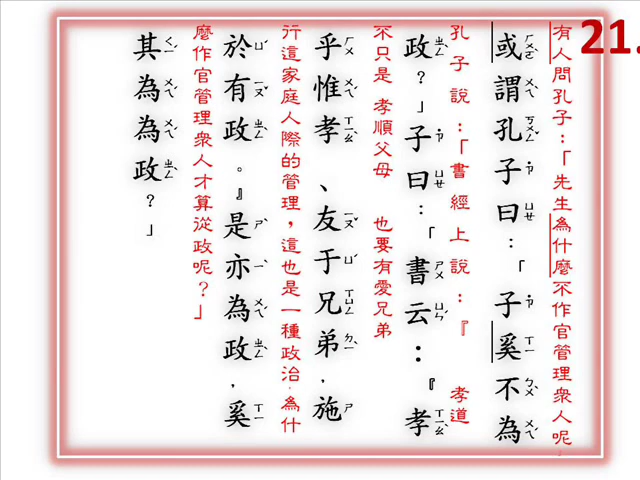 21.
有人問孔子：「先生為什麼不作官管理眾人呢
或謂孔子曰：「子奚不為
孔子說：「書經上說：『 孝道
政？」子曰：「書云：『孝
不只是 孝順父母 也要有愛兄弟
乎惟孝、友于兄弟，施
行這家庭人際的管理，這也是一種政治，為什
於有政。』是亦為政，奚
麼作官管理眾人才算從政呢？」
其為為政？」